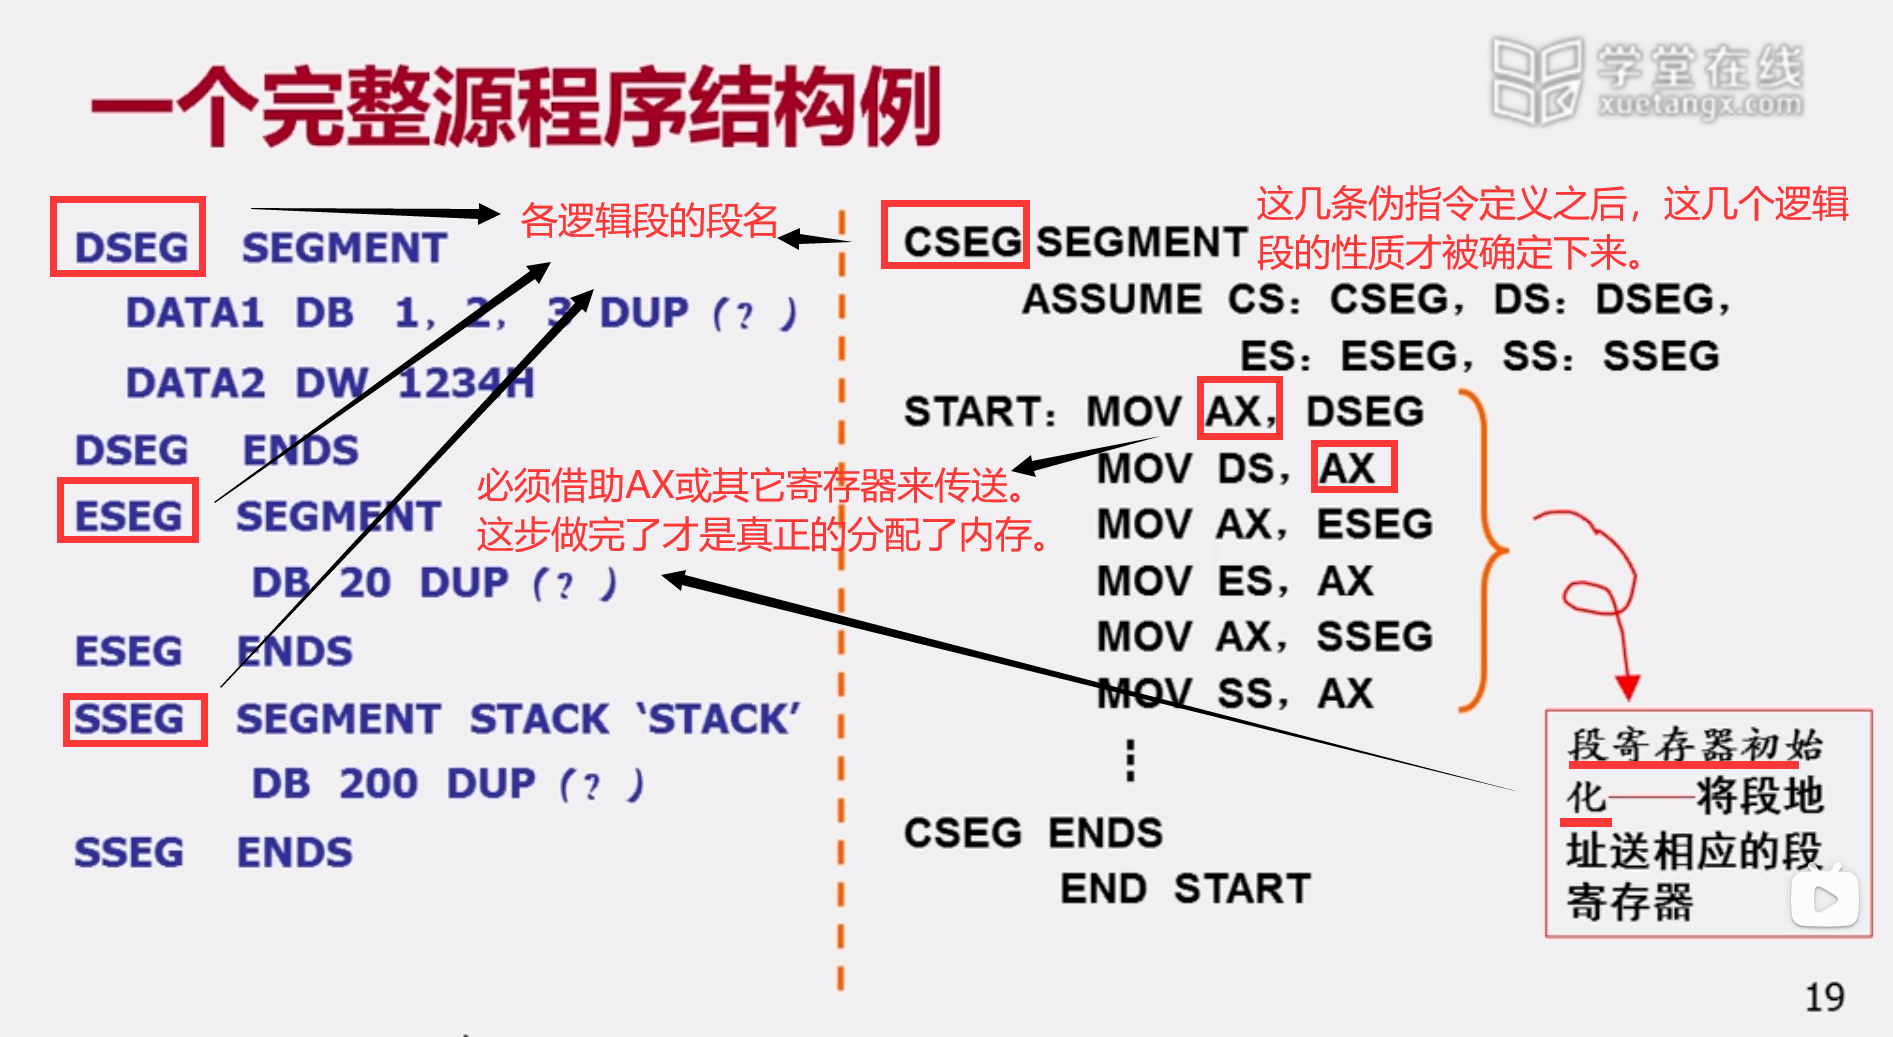 一个完整源程序结构例
学堂在线
xuetangx.com
DSEG SEGMENT
各逻辑段的段名
DATA1 DB 1，2，3 DUP（？）
DATA2 DW 1234H
DSEG ENDS
ESEG SEGMENT
DB 20 DUP（？）
ESEG ENDS
SSEG SEGMENT STACK ‘STACK’
DB 200 DUP（？）
SSEG ENDS
必须借助AX或其它寄存器来传送。
这步做完了才是真正的分配了内存。
CSEG SEGMENT
这几条伪指令定义之后，这几个逻辑
段的性质才被确定下来。
ASSUME CS：CSEG，DS：DSEG，
ES：ESEG，SS：SSEG
START：MOV AX，DSEG
MOV DS，AX
MOV AX，ESEG
MOV ES，AX
MOV AX，SSEG
MOV SS，AX
⋮
CSEG ENDS
END START
段寄存器初始
化——将段地
址送相应的段
寄存器
19